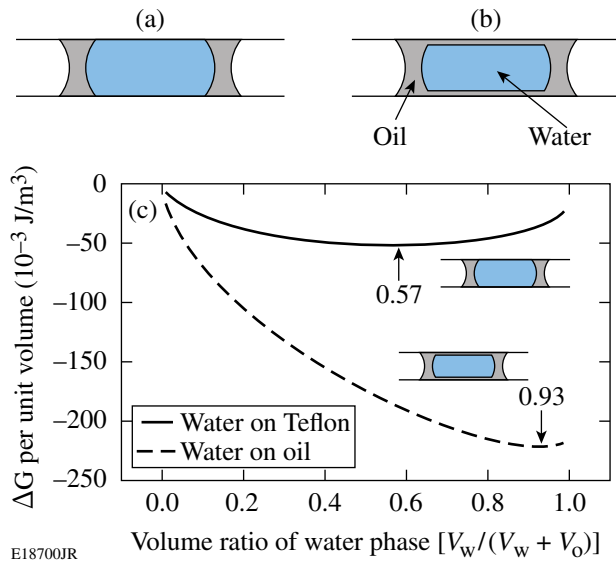 (a)
(b)
Oil
Water
(c)
ΔG per unit volume (10⁻³ J/m³)
0
–50
–100
–150
–200
–250
0.57
0.93
Water on Teflon
Water on oil
0.0 0.2 0.4 0.6 0.8 1.0
Volume ratio of water phase [V_w/(V_w + V_o)]
E18700JR